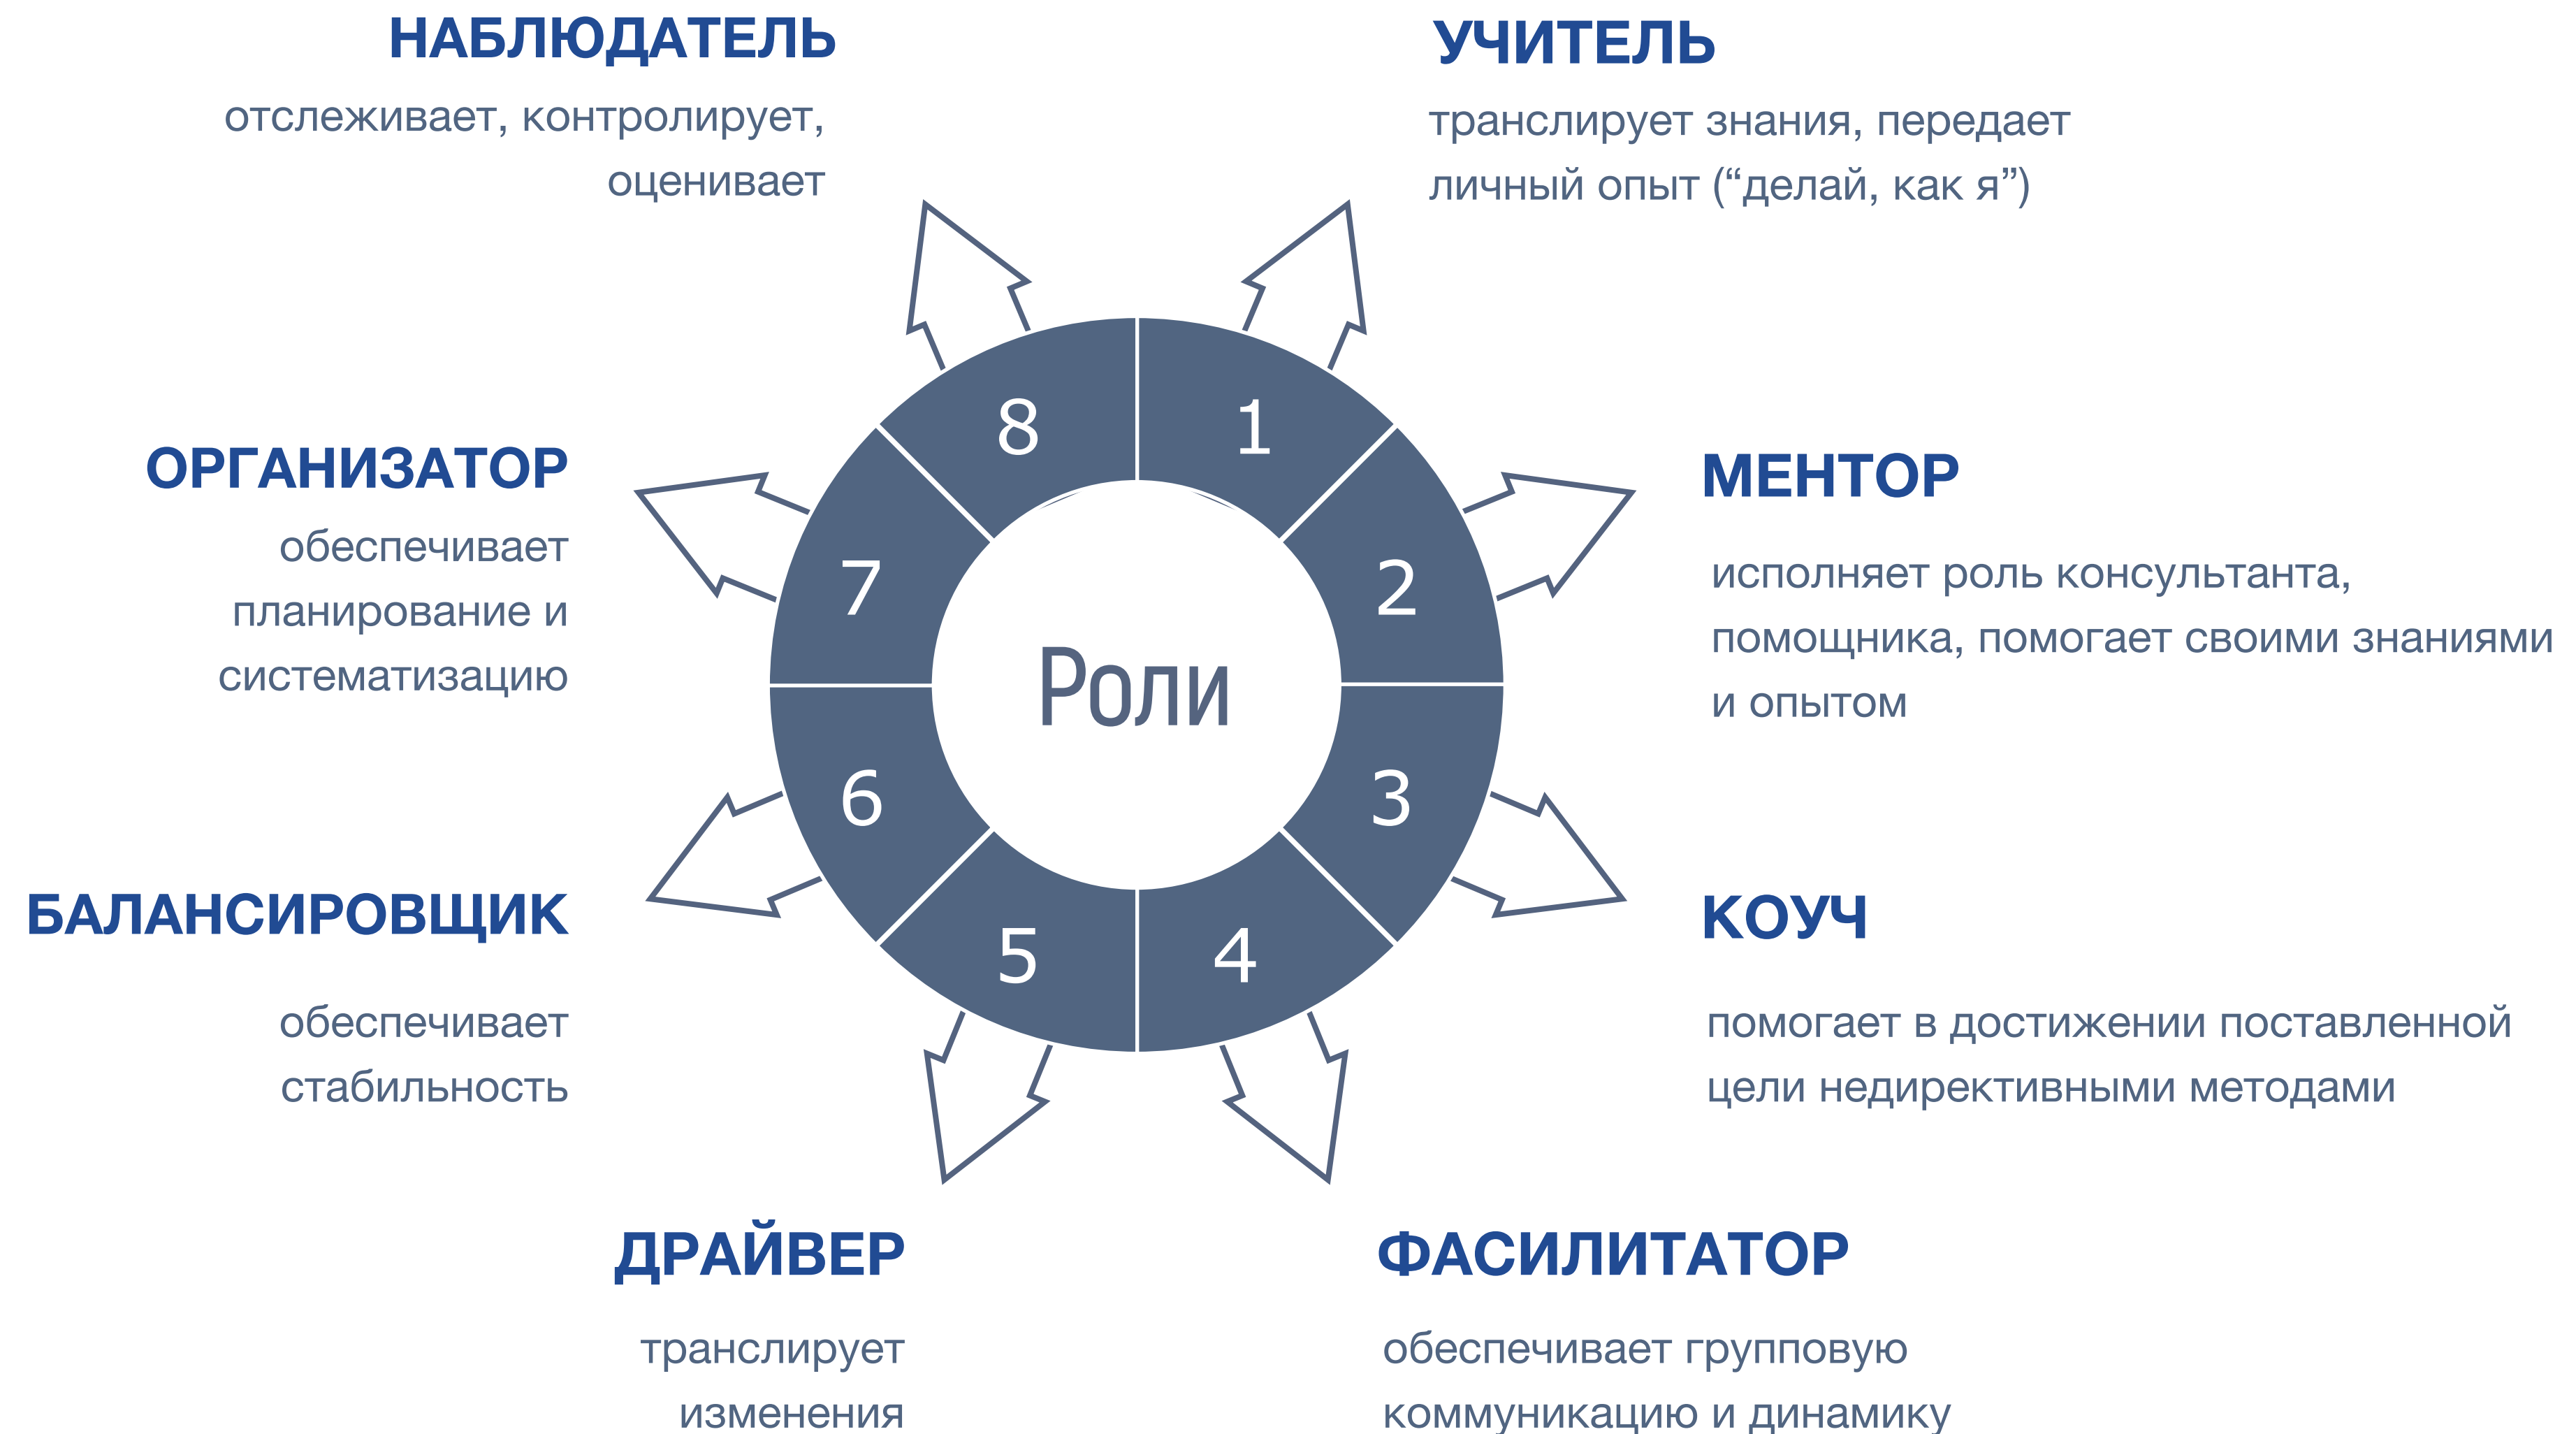 НАБЛЮДАТЕЛЬ
отслеживает, контролирует,
оценивает
УЧИТЕЛЬ
транслирует знания, передает
личный опыт (“делай, как я”)
ОРГАНИЗАТОР
обеспечивает
планирование и
систематизацию
МЕНТОР
исполняет роль консультанта,
помощника, помогает своими знаниями
и опытом
8
1
7
2
Роли
6
3
5
4
БАЛАНСИРОВЩИК
обеспечивает
стабильность
КОУЧ
помогает в достижении поставленной
цели недирективными методами
ДРАЙВЕР
транслирует
изменения
ФАСИЛИТАТОР
обеспечивает групповую
коммуникацию и динамику